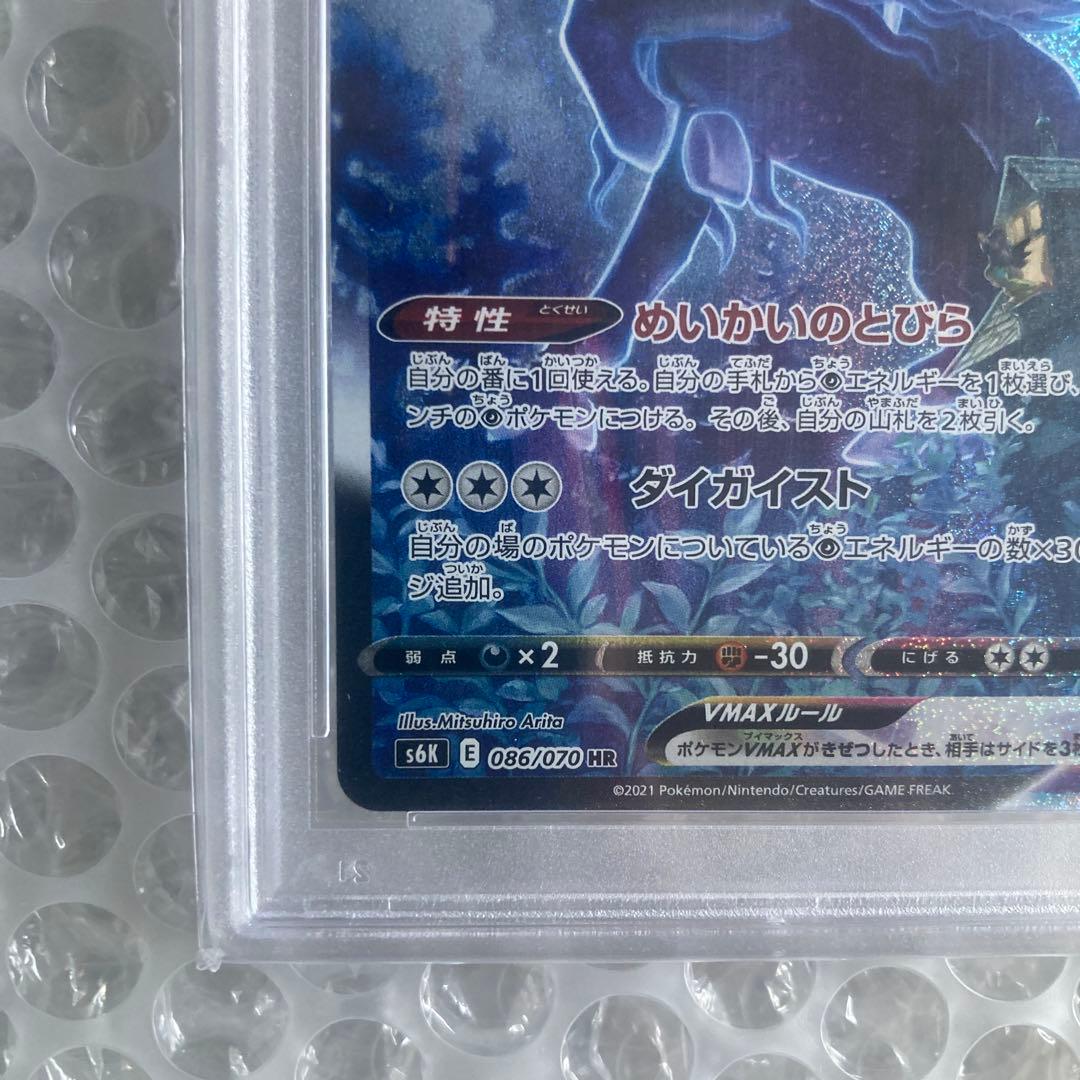 特性 とくせい めいかいのとびら
自分の番に1回使える。自分の手札からエネルギーを1枚選び、
ンチのポケモンにつける。その後、自分の山札を2枚引く。
ダイガイスト
自分の場のポケモンについているエネルギーの数×30
ジ追加。
弱点 ×2 抵抗力 -30 にげる
Illus.Mitsuhiro Arita
VMAXルール
s6K E 086/070 HR
ポケモンVMAXがきぜつしたとき、相手はサイドを3
©2021 Pokémon/Nintendo/Creatures/GAME FREAK